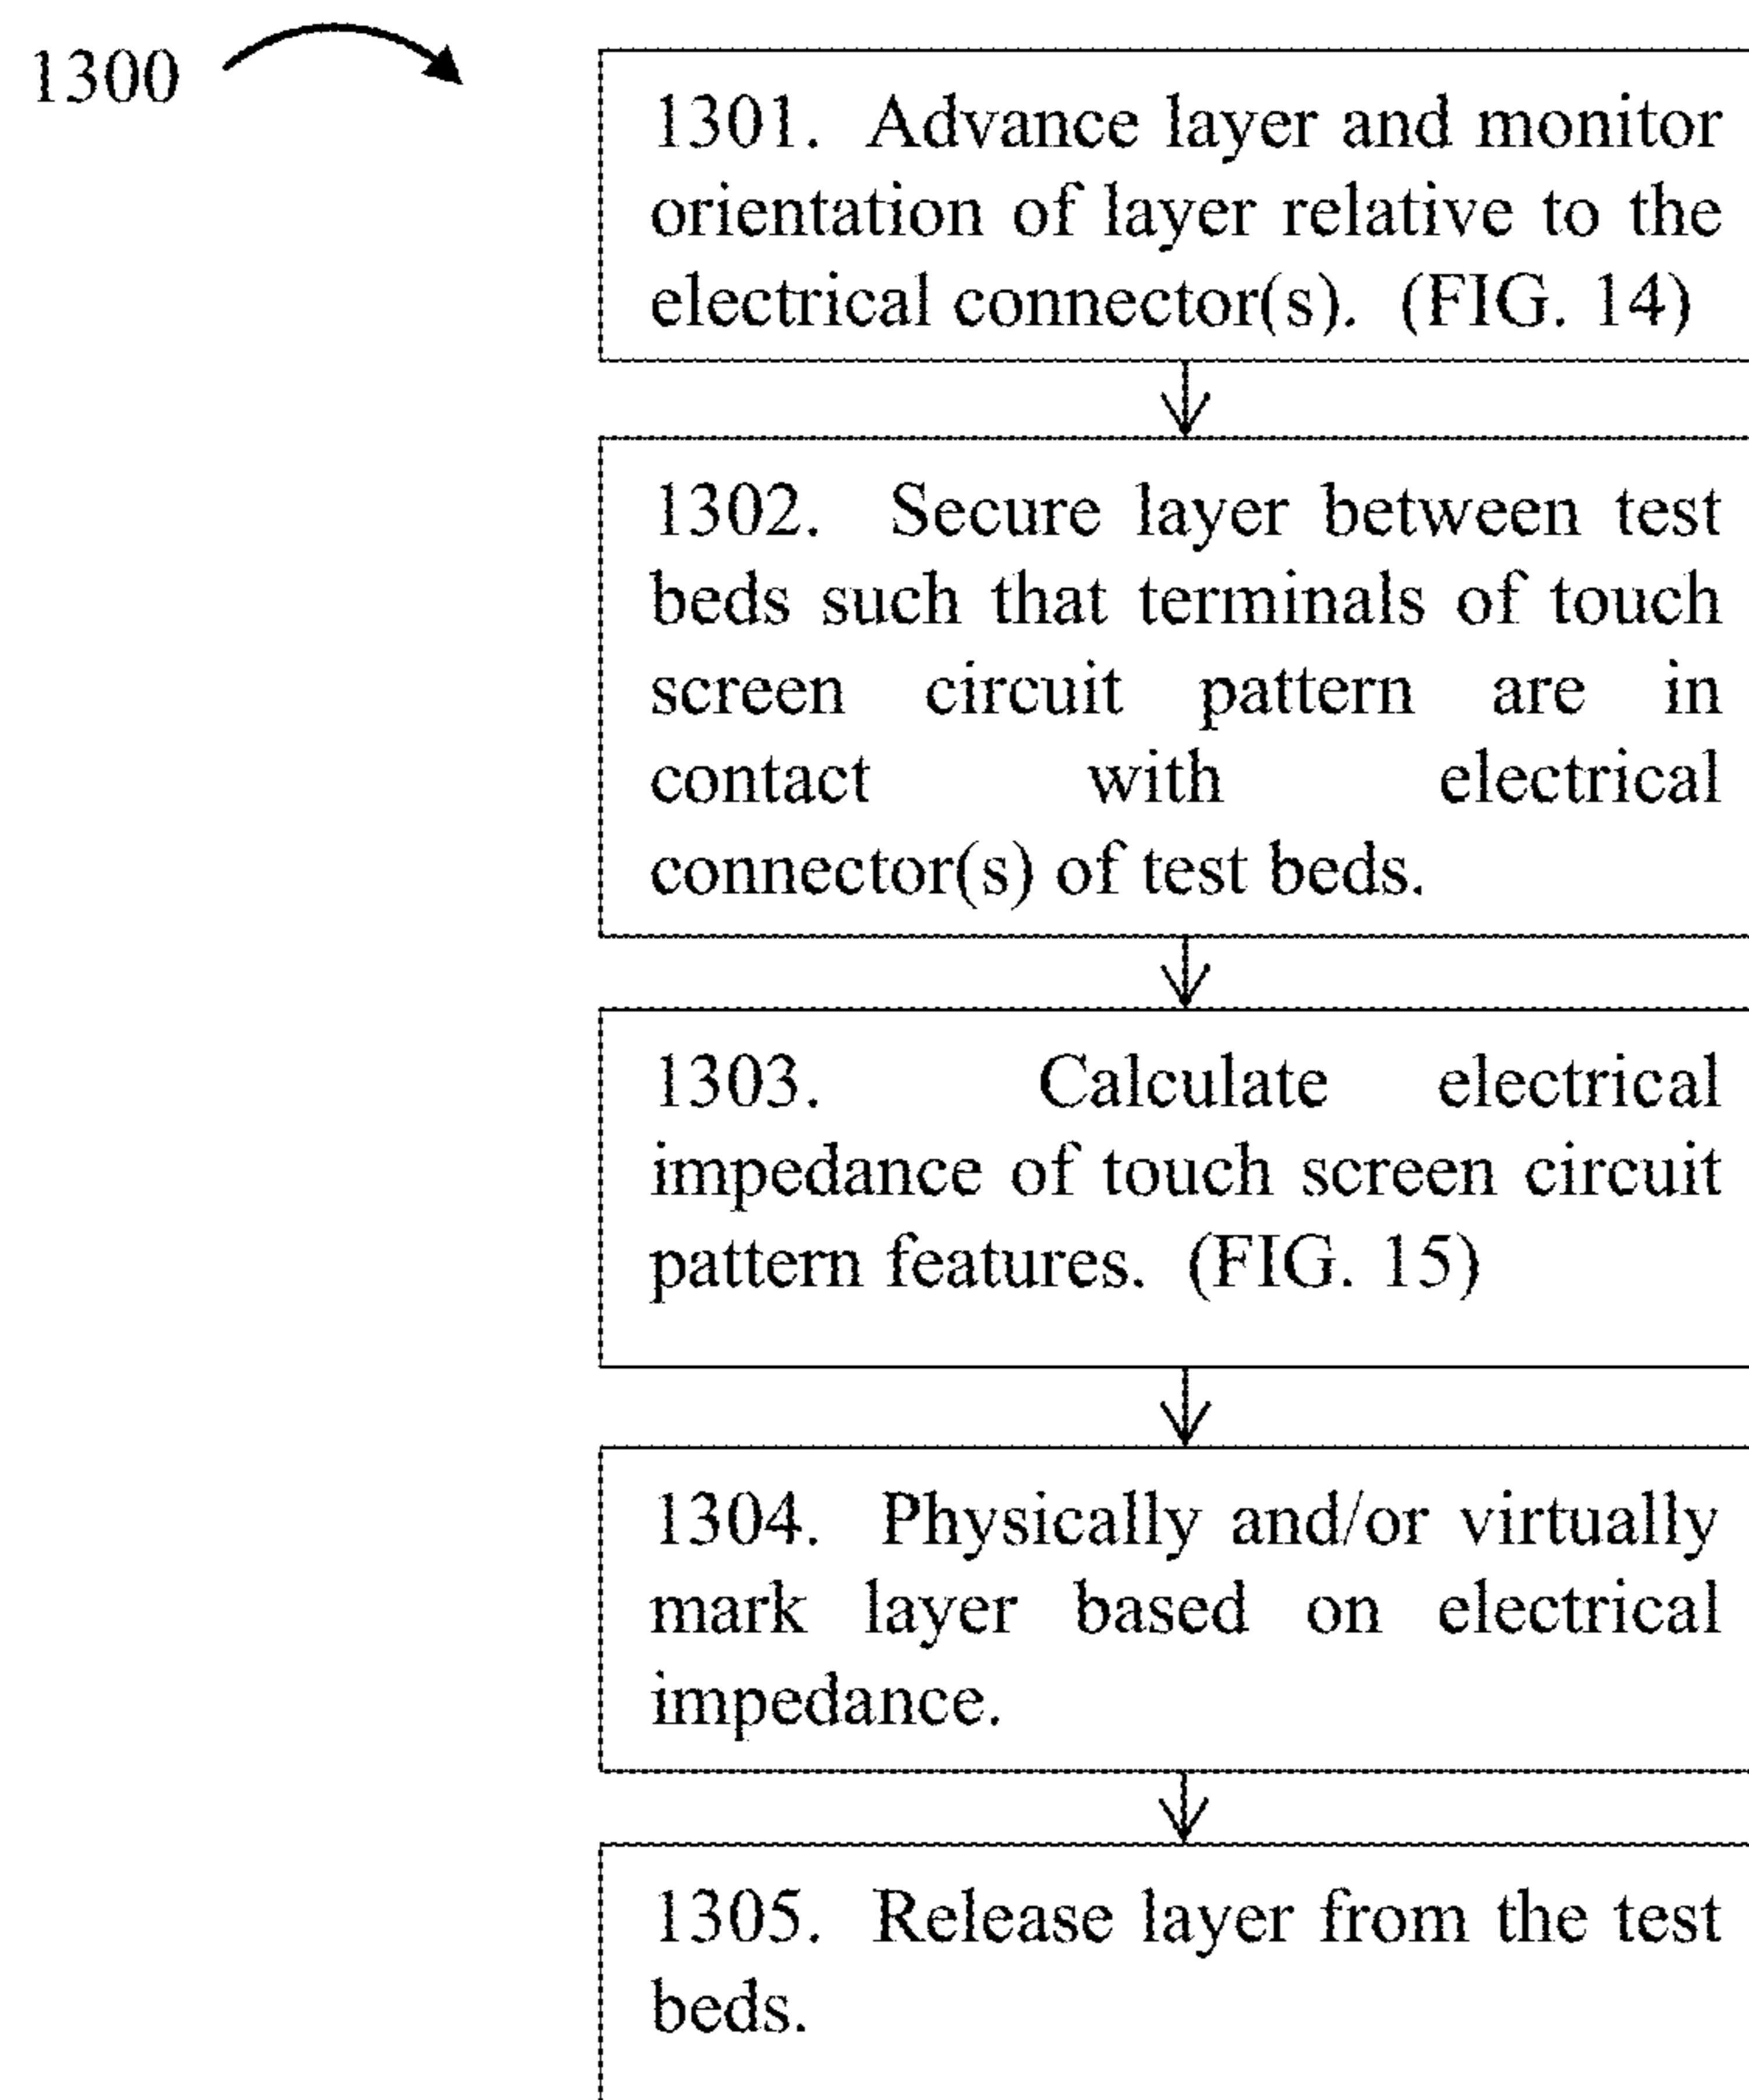 1300
1301. Advance layer and monitor
orientation of layer relative to the
electrical connector(s). (FIG. 14)
1302. Secure layer between test
beds such that terminals of touch
screen circuit pattern are in
contact with electrical
connector(s) of test beds.
1303. Calculate electrical
impedance of touch screen circuit
pattern features. (FIG. 15)
1304. Physically and/or virtually
mark layer based on electrical
impedance.
1305. Release layer from the test
beds.